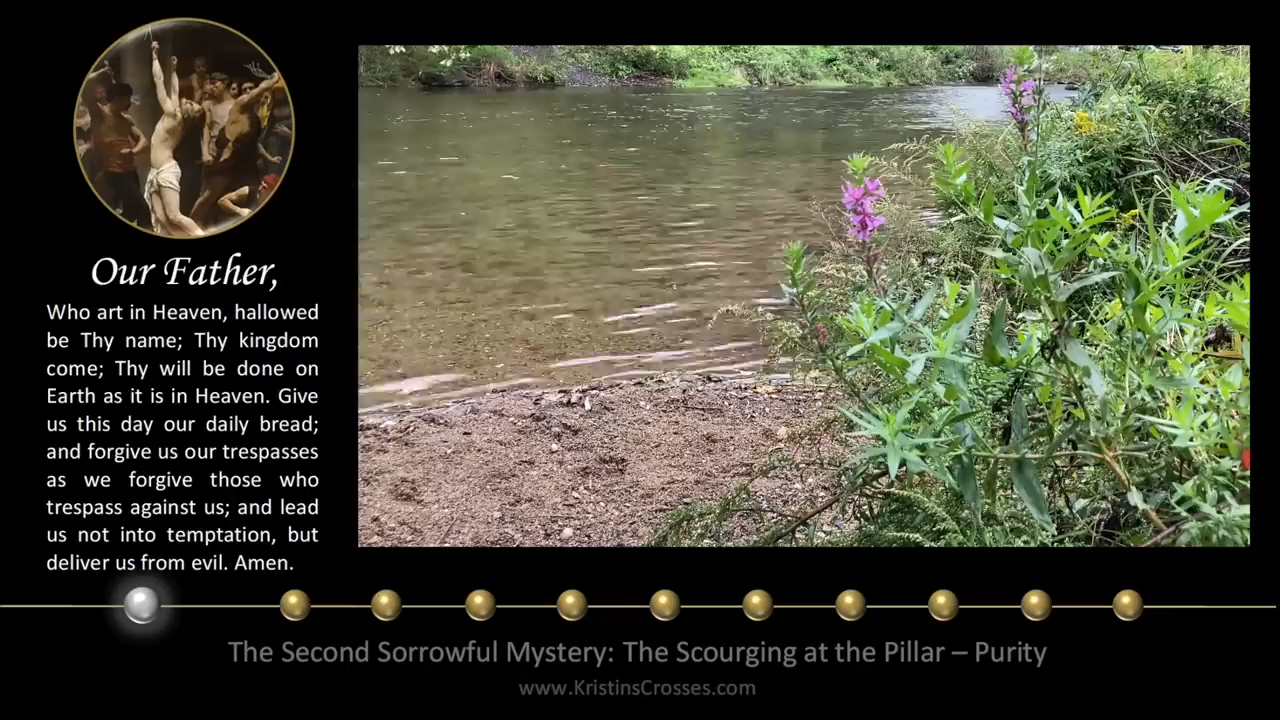 Our Father,
Who art in Heaven, hallowed
be Thy name; Thy kingdom
come; Thy will be done on
Earth as it is in Heaven. Give
us this day our daily bread;
and forgive us our trespasses
as we forgive those who
trespass against us; and lead
us not into temptation, but
deliver us from evil. Amen.
The Second Sorrowful Mystery: The Scourging at the Pillar – Purity
www.KristinsCrosses.com